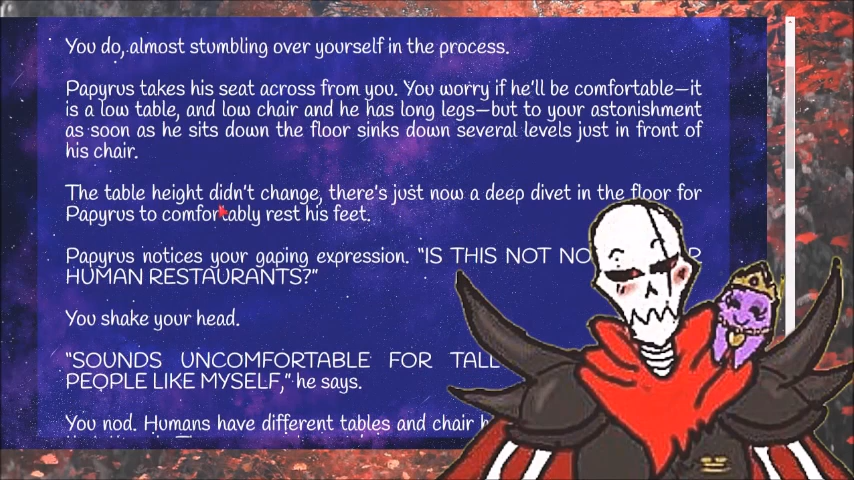 You do, almost stumbling over yourself in the process.
Papyrus takes his seat across from you. You worry if he'll be comfortable—it
is a low table, and low chair and he has long legs—but to your astonishment
as soon as he sits down the floor sinks down several levels just in front of
his chair.
The table height didn't change, there's just now a deep divet in the floor for
Papyrus to comfortably rest his feet.
Papyrus notices your gaping expression. "IS THIS NOT
HUMAN RESTAURANTS?"
You shake your head.
"SOUNDS UNCOMFORTABLE FOR TALL
PEOPLE LIKE MYSELF," he says.
You nod. Humans have different tables and chair